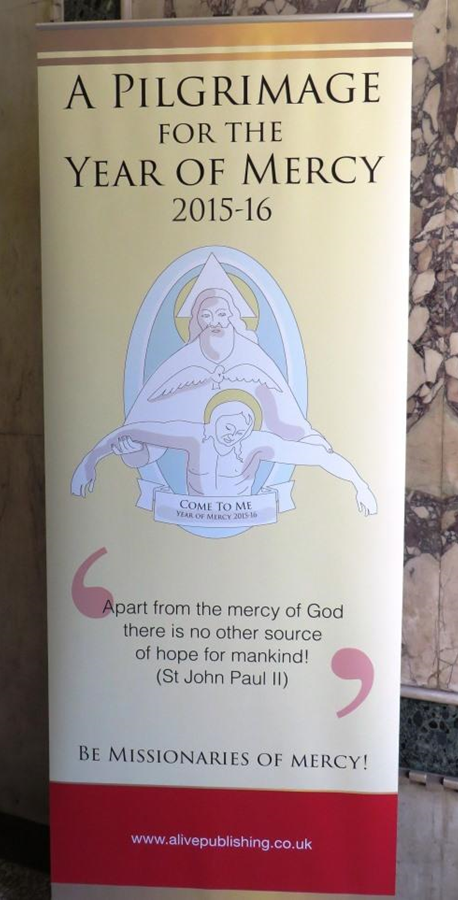 A Pilgrimage
for the
Year of Mercy
2015-16
Come To Me
Year of Mercy 2015-16
Apart from the mercy of God
there is no other source
of hope for mankind!
(St John Paul II)
Be Missionaries of mercy!
www.alivepublishing.co.uk